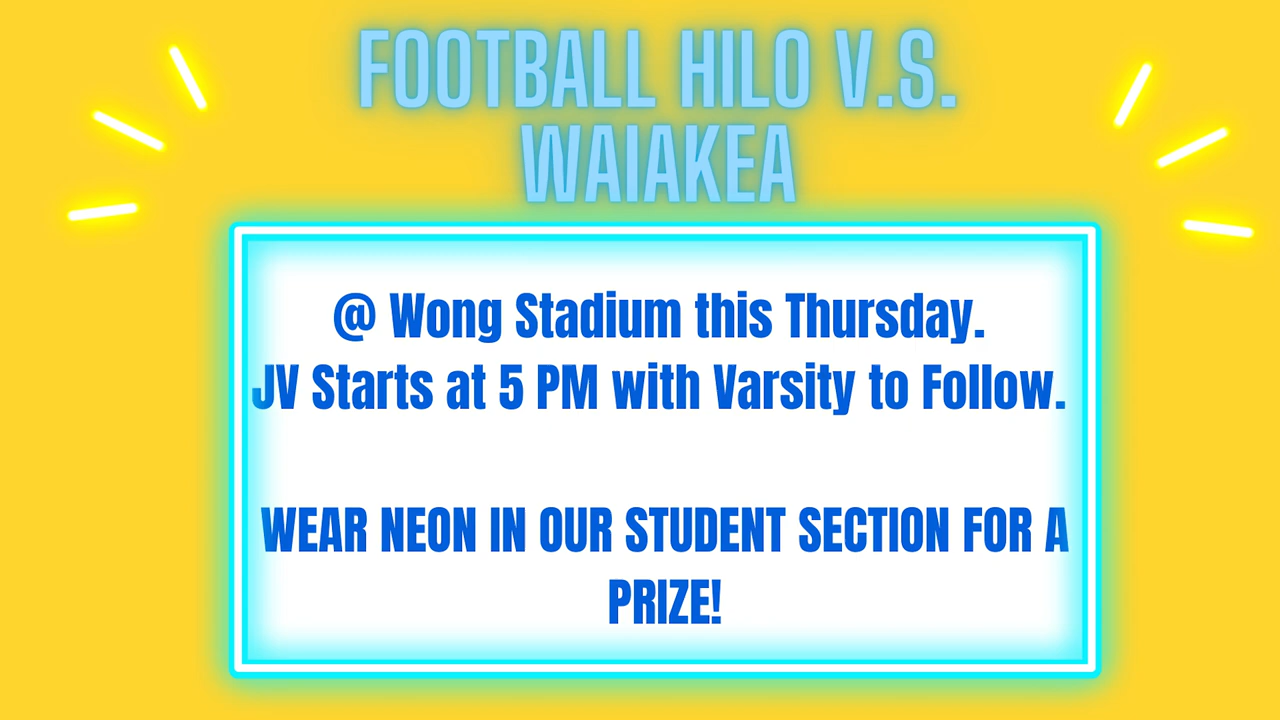 FOOTBALL HILO V.S.
WAIAKEA
@ Wong Stadium this Thursday.
JV Starts at 5 PM with Varsity to Follow.
WEAR NEON IN OUR STUDENT SECTION FOR A
PRIZE!